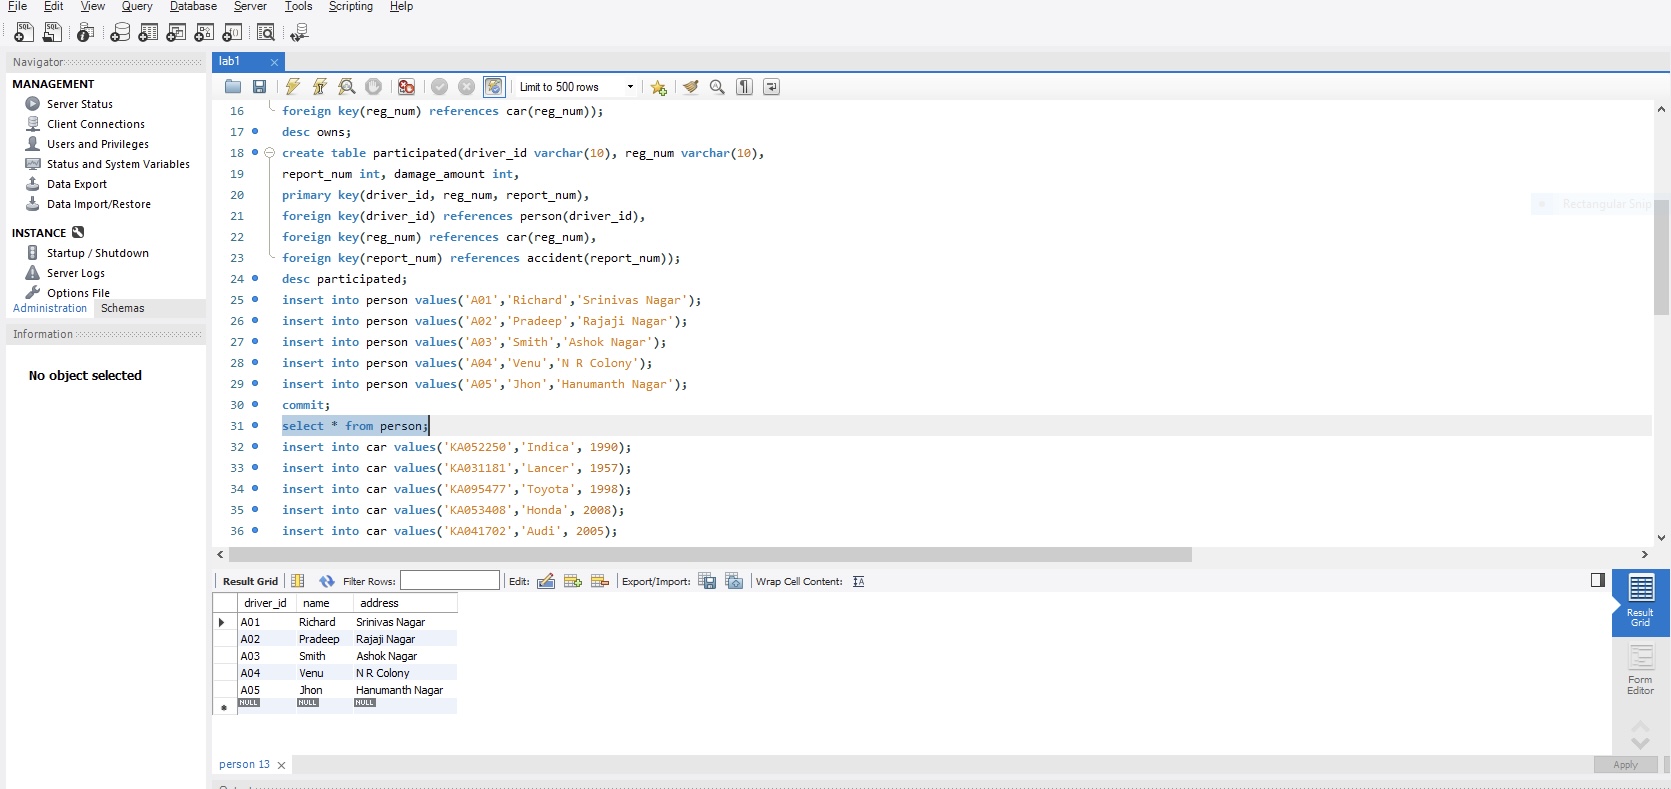 File Edit View Query Database Server Tools Scripting Help
Navigator
lab1
MANAGEMENT
Server Status
Client Connections
Users and Privileges
Status and System Variables
Data Export
Data Import/Restore
INSTANCE
Startup / Shutdown
Server Logs
Options File
Administration Schemas
Information
No object selected
Limit to 500 rows
16 foreign key(reg_num) references car(reg_num));
17 desc owns;
18 create table participated(driver_id varchar(10), reg_num varchar(10),
19 report_num int, damage_amount int,
20 primary key(driver_id, reg_num, report_num),
21 foreign key(driver_id) references person(driver_id),
22 foreign key(reg_num) references car(reg_num),
23 foreign key(report_num) references accident(report_num));
24 desc participated;
25 insert into person values('A01','Richard','Srinivas Nagar');
26 insert into person values('A02','Pradeep','Rajaji Nagar');
27 insert into person values('A03','Smith','Ashok Nagar');
28 insert into person values('A04','Venu','N R Colony');
29 insert into person values('A05','Jhon','Hanumanth Nagar');
30 commit;
31 select * from person;
32 insert into car values('KA052250','Indica', 1990);
33 insert into car values('KA031181','Lancer', 1957);
34 insert into car values('KA095477','Toyota', 1998);
35 insert into car values('KA053408','Honda', 2008);
36 insert into car values('KA041702','Audi', 2005);
Rectangular Snip
Result Grid Filter Rows: Edit: Export/Import: Wrap Cell Content:
driver_id name address
A01 Richard Srinivas Nagar
A02 Pradeep Rajaji Nagar
A03 Smith Ashok Nagar
A04 Venu N R Colony
A05 Jhon Hanumanth Nagar
NULL NULL NULL
Result
Grid
Form
Editor
person 13
Apply